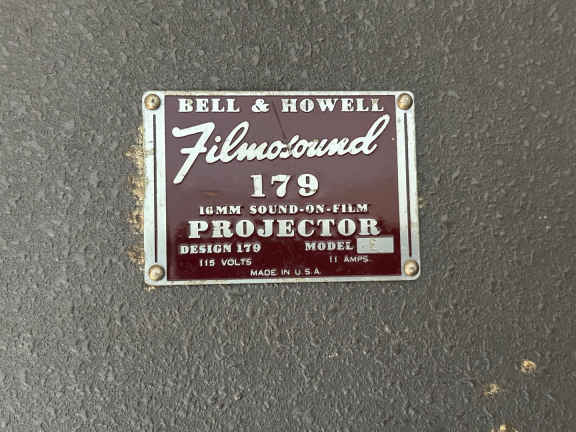 BELL & HOWELL
Filmosound
179
16MM SOUND-ON-FILM
PROJECTOR
DESIGN 179 MODEL
115 VOLTS 11 AMPS.
MADE IN U.S.A.